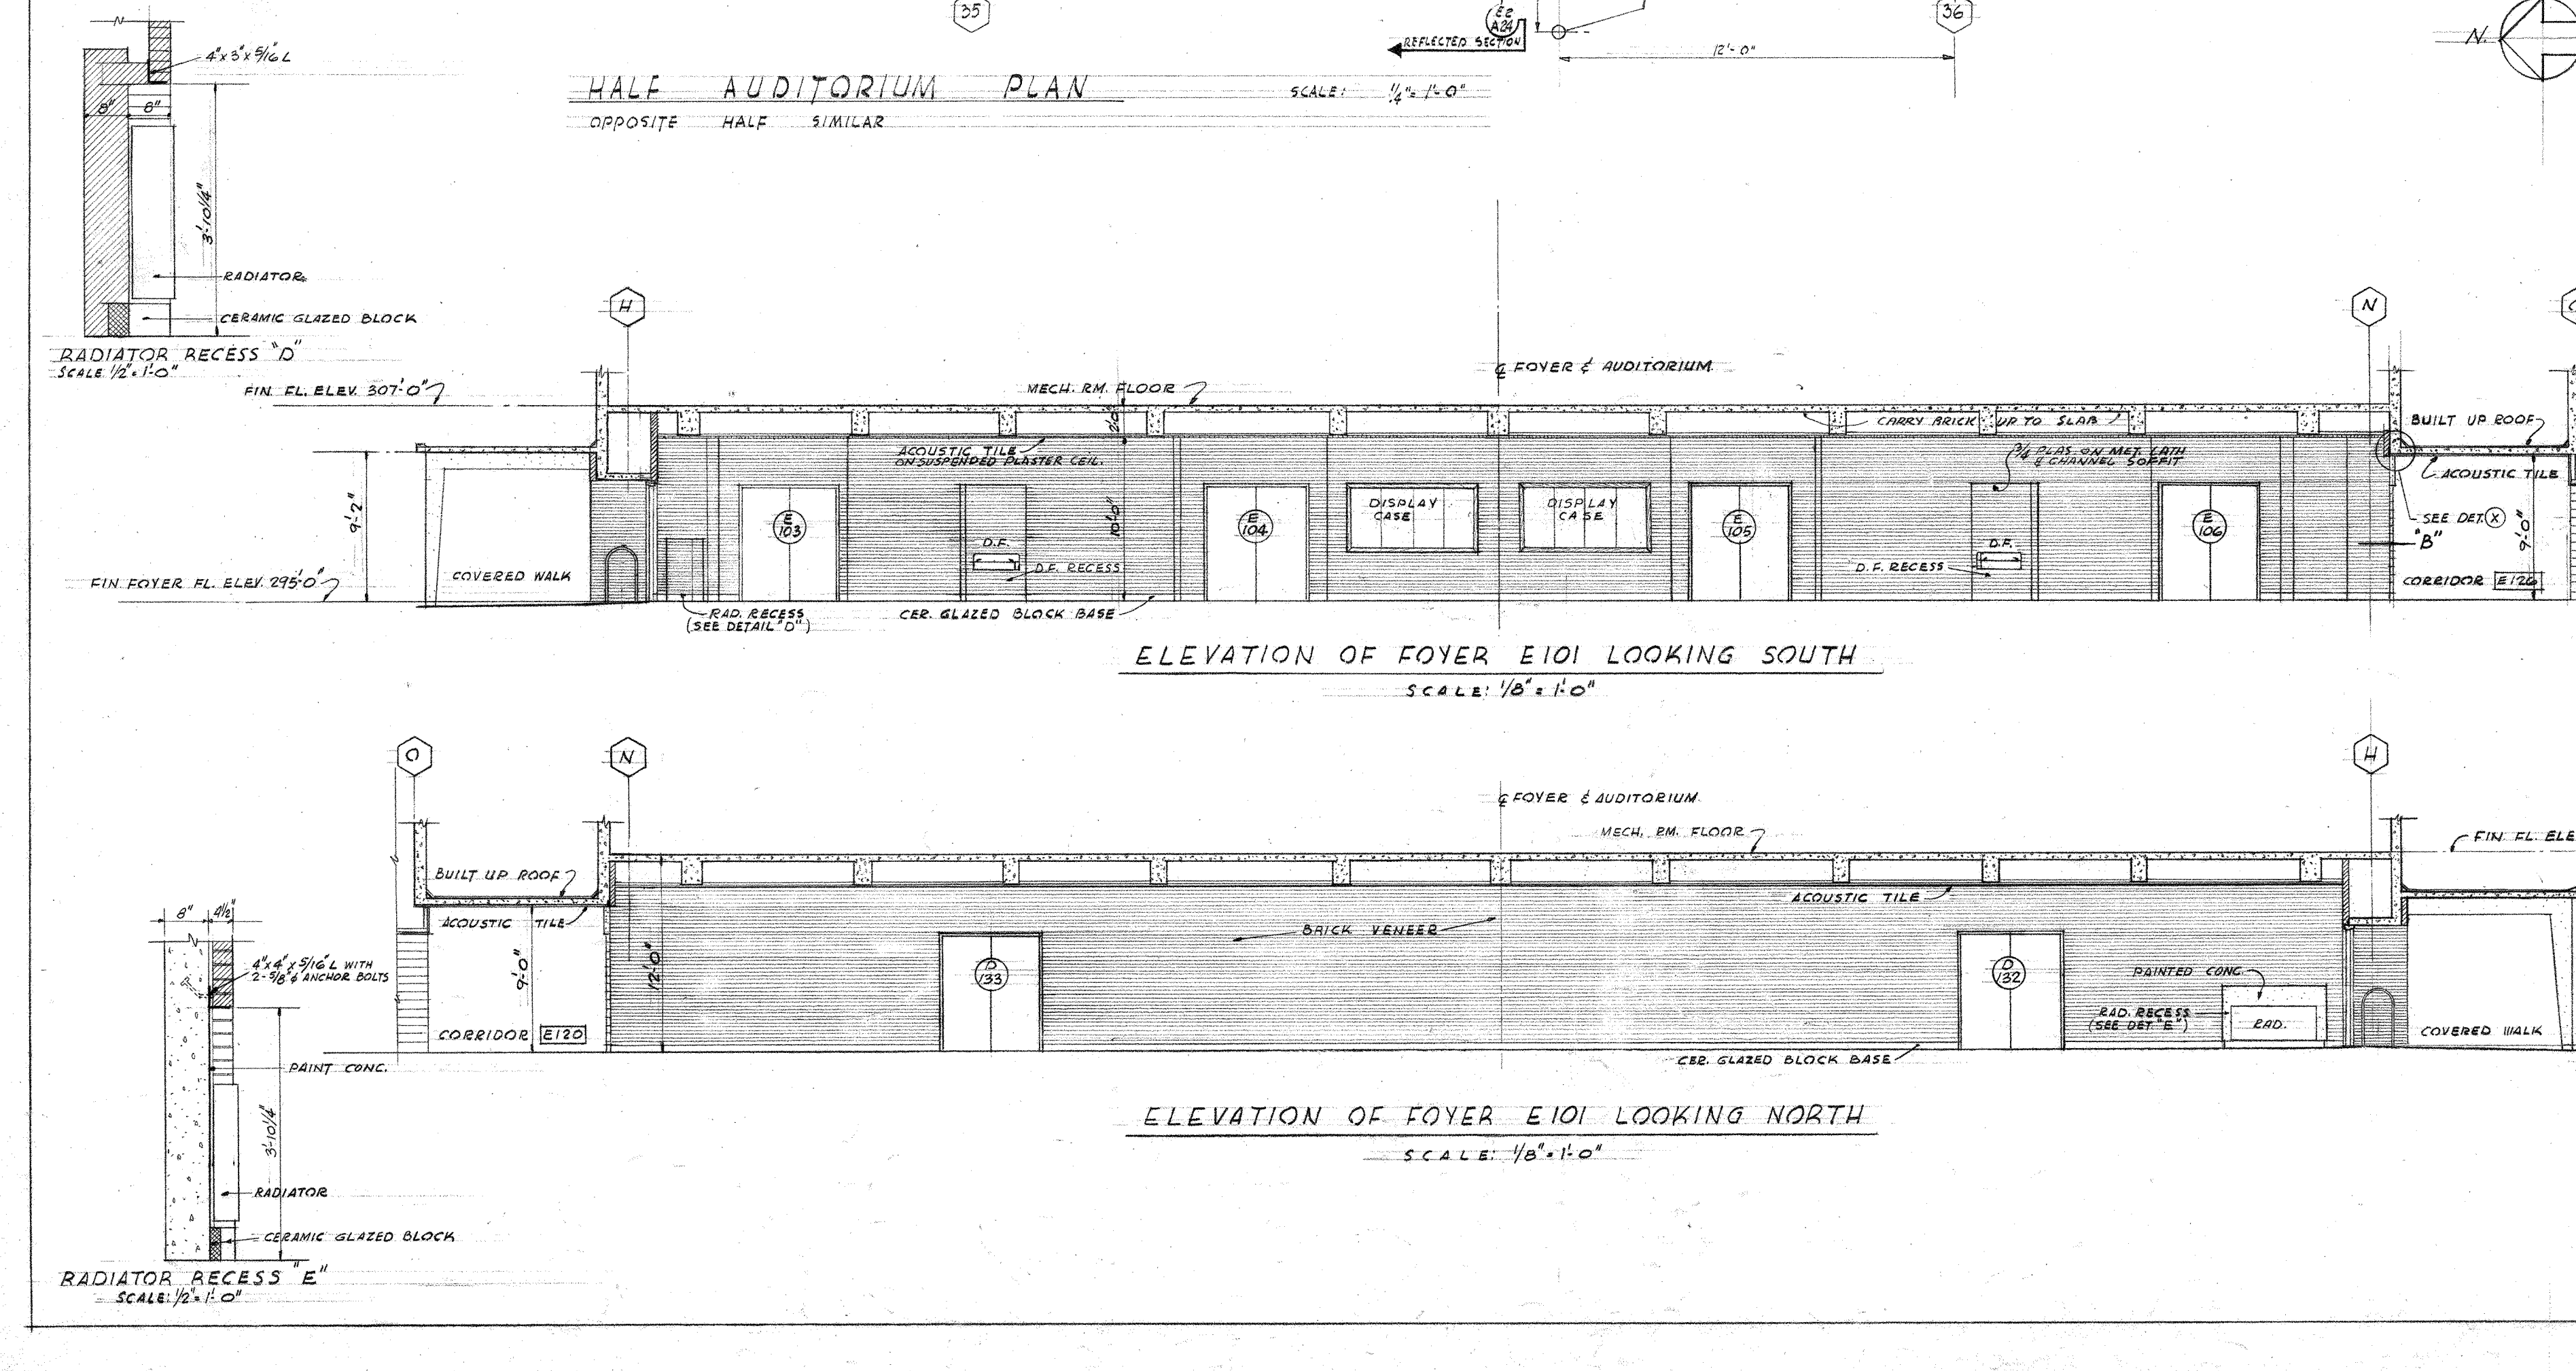 35
E2
A24
REFLECTED SECTION
36
12'-0"
N.
4"x3"x5/16 L
8"
8"
3'-10 1/4"
RADIATOR
CERAMIC GLAZED BLOCK
RADIATOR RECESS "D"
SCALE 1/2"=1'-0"
HALF AUDITORIUM PLAN
SCALE: 1/4"=1'-0"
OPPOSITE HALF SIMILAR
H
N
FIN. FL. ELEV. 307'-0"
MECH. RM. FLOOR
℄ FOYER & AUDITORIUM
2'-0"
CARRY BRICK UP TO SLAB
BUILT UP ROOF
ACOUSTIC TILE
ON SUSPENDED PLASTER CEIL.
3/4 PLAS. ON MET. LATH
& CHANNEL SOFFIT
ACOUSTIC TILE
9'-2"
10'-0"
E
103
E
104
DISPLAY
CASE
DISPLAY
CASE
E
105
E
106
SEE DET. X
"B"
9'-0"
D.F.
D.F. RECESS
D.F.
D.F. RECESS
COVERED WALK
FIN FOYER FL. ELEV. 295'-0"
CORRIDOR E120
RAD. RECESS
(SEE DETAIL "D")
CER. GLAZED BLOCK BASE
ELEVATION OF FOYER E101 LOOKING SOUTH
SCALE: 1/8"=1'-0"
O
N
H
℄ FOYER & AUDITORIUM
MECH. RM. FLOOR
FIN. FL. ELE
BUILT UP ROOF
ACOUSTIC TILE
ACOUSTIC TILE
BRICK VENEER
9'-0"
12'-0"
D
133
D
132
PAINTED CONC.
RAD. RECESS
(SEE DET. "E")
RAD.
COVERED WALK
CORRIDOR E120
CER. GLAZED BLOCK BASE
ELEVATION OF FOYER E101 LOOKING NORTH
SCALE: 1/8"=1'-0"
8"
4 1/2"
4"x4"x5/16" L WITH
2-5/8"φ ANCHOR BOLTS
PAINT CONC.
3'-10 1/4"
RADIATOR
CERAMIC GLAZED BLOCK
RADIATOR RECESS "E"
SCALE: 1/2"=1'-0"